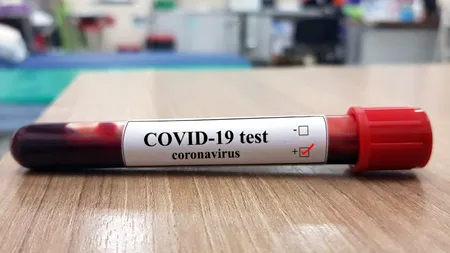 COVID-19 test
coronavirus
-☐
+☑